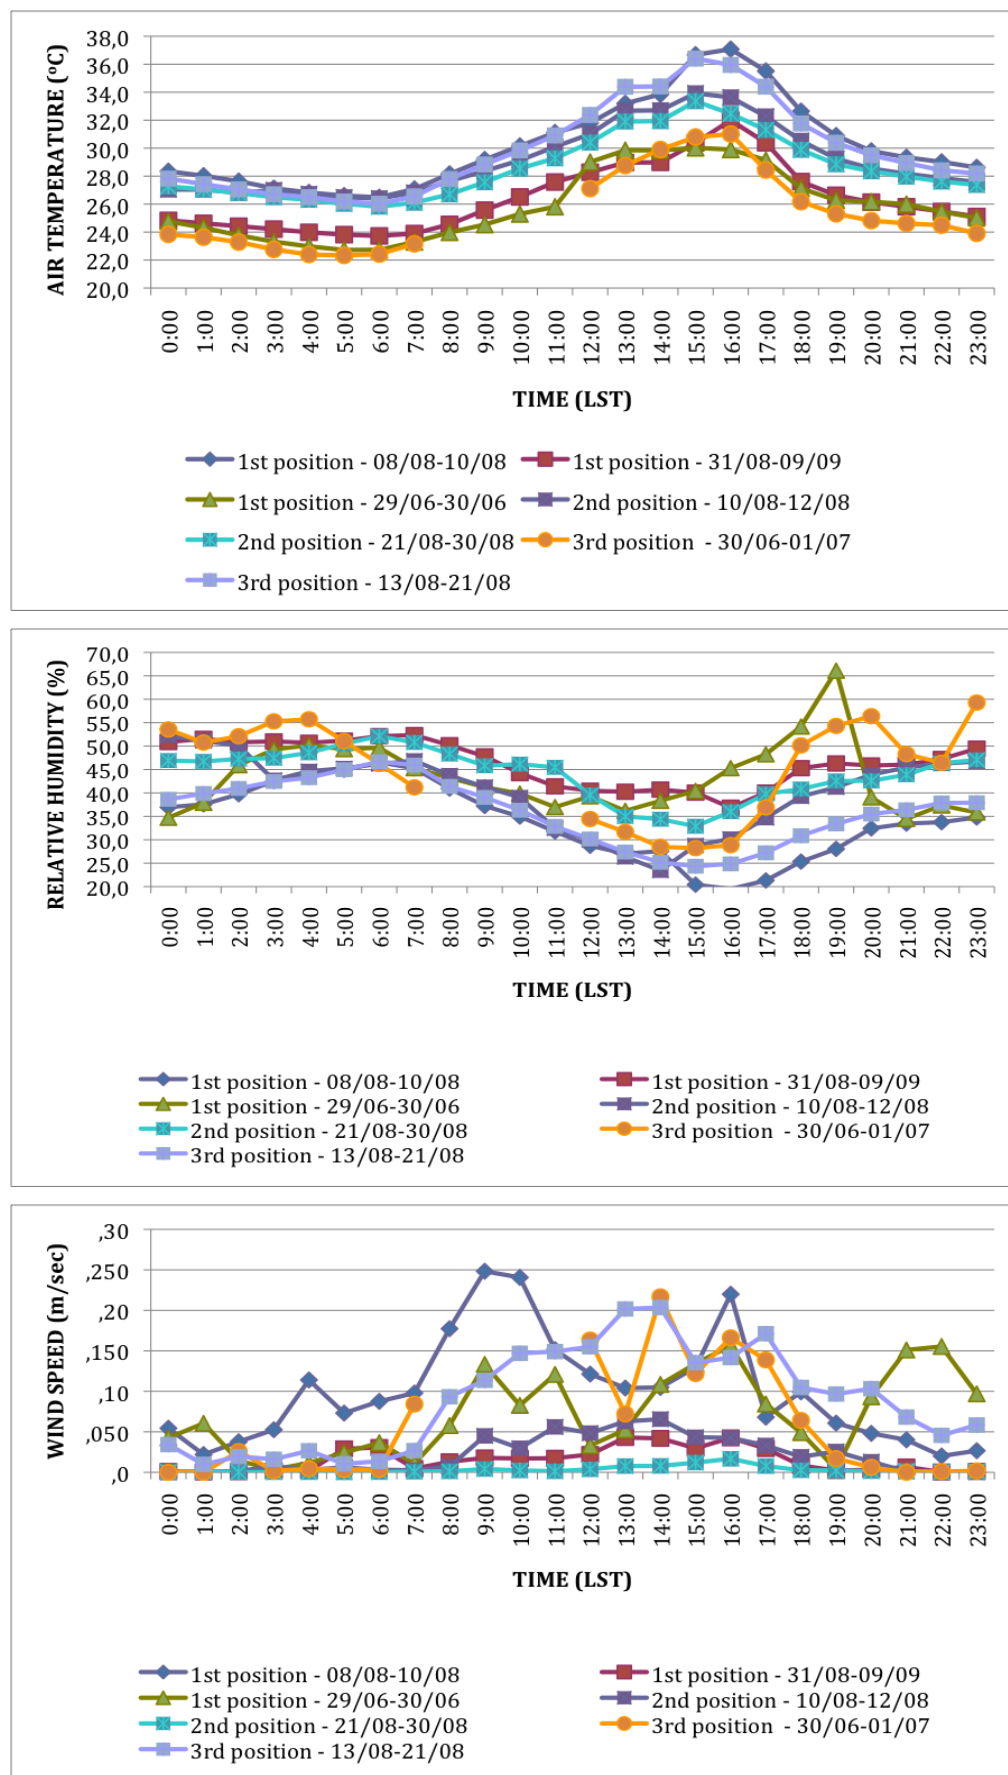 AIR TEMPERATURE (°C)
38,0
36,0
34,0
32,0
30,0
28,0
26,0
24,0
22,0
20,0
0:00 1:00 2:00 3:00 4:00 5:00 6:00 7:00 8:00 9:00 10:00 11:00 12:00 13:00 14:00 15:00 16:00 17:00 18:00 19:00 20:00 21:00 22:00 23:00
TIME (LST)
1st position - 08/08-10/08 1st position - 31/08-09/09
1st position - 29/06-30/06 2nd position - 10/08-12/08
2nd position - 21/08-30/08 3rd position - 30/06-01/07
3rd position - 13/08-21/08
RELATIVE HUMIDITY (%)
70,0
65,0
60,0
55,0
50,0
45,0
40,0
35,0
30,0
25,0
20,0
0:00 1:00 2:00 3:00 4:00 5:00 6:00 7:00 8:00 9:00 10:00 11:00 12:00 13:00 14:00 15:00 16:00 17:00 18:00 19:00 20:00 21:00 22:00 23:00
TIME (LST)
1st position - 08/08-10/08 1st position - 31/08-09/09
1st position - 29/06-30/06 2nd position - 10/08-12/08
2nd position - 21/08-30/08 3rd position - 30/06-01/07
3rd position - 13/08-21/08
WIND SPEED (m/sec)
,30
,250
,20
,150
,10
,050
,0
0:00 1:00 2:00 3:00 4:00 5:00 6:00 7:00 8:00 9:00 10:00 11:00 12:00 13:00 14:00 15:00 16:00 17:00 18:00 19:00 20:00 21:00 22:00 23:00
TIME (LST)
1st position - 08/08-10/08 1st position - 31/08-09/09
1st position - 29/06-30/06 2nd position - 10/08-12/08
2nd position - 21/08-30/08 3rd position - 30/06-01/07
3rd position - 13/08-21/08